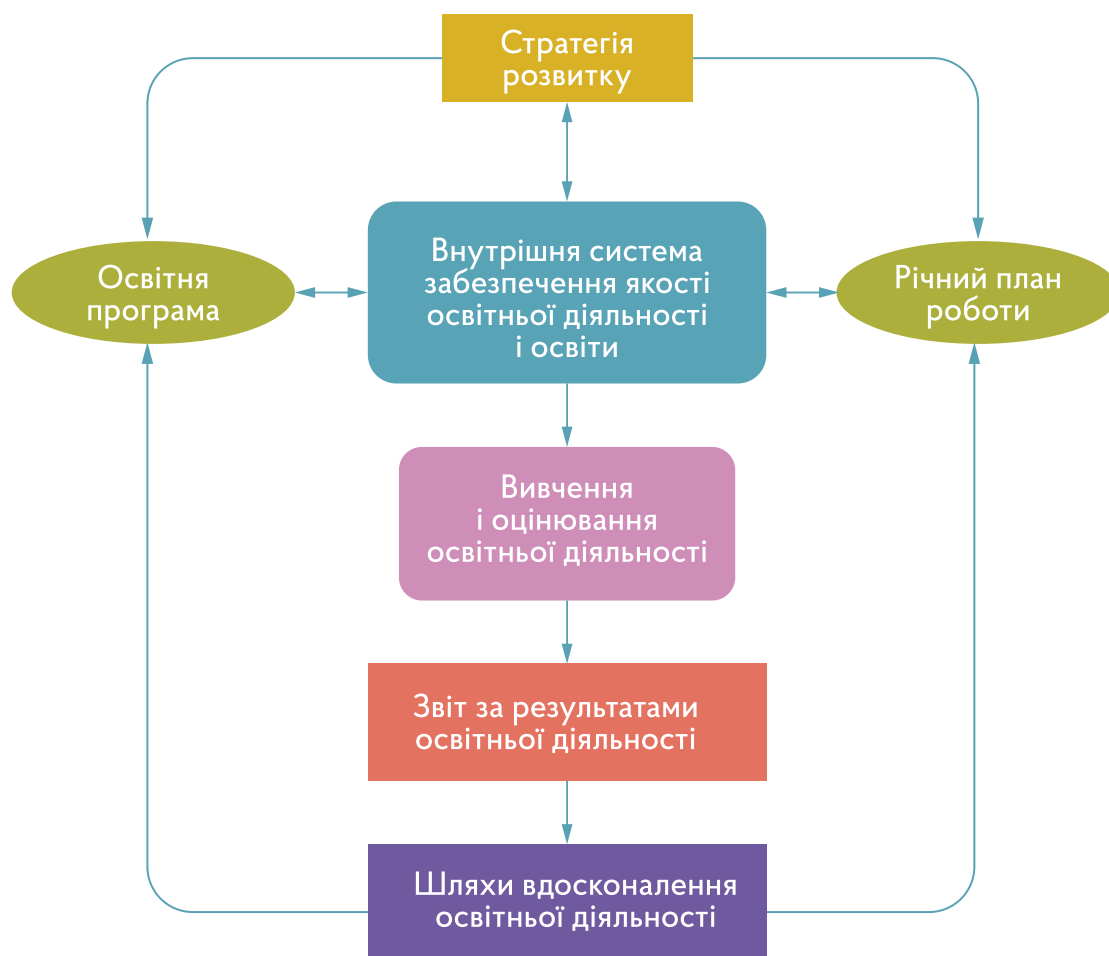 Стратегія
розвитку
Освітня
програма
Внутрішня система
забезпечення якості
освітньої діяльності
і освіти
Річний план
роботи
Вивчення
і оцінювання
освітньої діяльності
Звіт за результатами
освітньої діяльності
Шляхи вдосконалення
освітньої діяльності